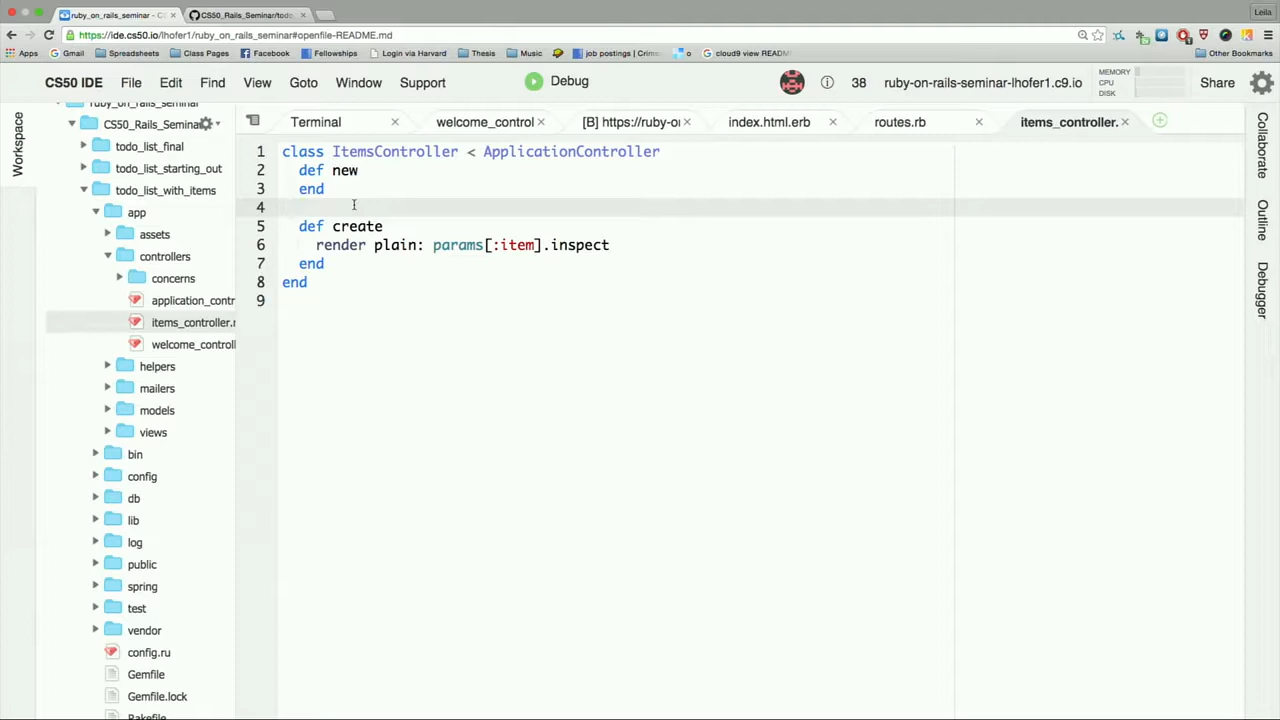 ruby_on_rails_seminar - C
CS50_Rails_Seminar/todo
Leila
https://ide.cs50.io/lhofer1/ruby_on_rails_seminar#openfile-README.md
Apps Gmail Spreadsheets Class Pages Facebook Fellowships Login via Harvard Thesis Music job postings | Crim o cloud9 view READ Other Bookmarks
CS50 IDE File Edit Find View Goto Window Support Debug 38 ruby-on-rails-seminar-lhofer1.c9.io MEMORY Share
CPU
DISK
Workspace
ruby_on_rails_seminar
CS50_Rails_Semina
todo_list_final
todo_list_starting_out
todo_list_with_items
app
assets
controllers
concerns
application_contr
items_controller.r
welcome_controll
helpers
mailers
models
views
bin
config
db
lib
log
public
spring
test
vendor
config.ru
Gemfile
Gemfile.lock
Rakefile
Terminal welcome_control [B] https://ruby-o index.html.erb routes.rb items_controller.
1 class ItemsController < ApplicationController
2 def new
3 end
4
5 def create
6 render plain: params[:item].inspect
7 end
8 end
9
Collaborate
Outline
Debugger